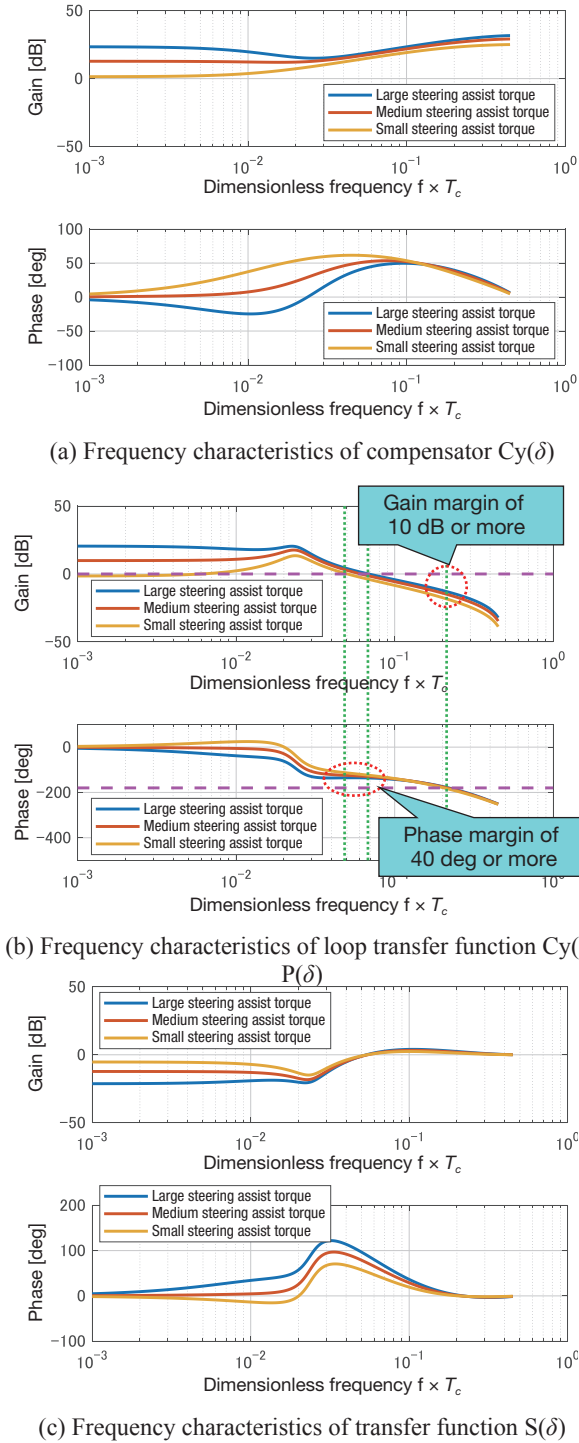 50
0
50
Gain [dB]
Large steering assist torque
Medium steering assist torque
Small steering assist torque
10⁻³
10⁻²
10⁻¹
10⁰
Dimensionless frequency f × T_c
100
50
0
−50
−100
Phase [deg]
Large steering assist torque
Medium steering assist torque
Small steering assist torque
10⁻³
10⁻²
10⁻¹
10⁰
Dimensionless frequency f × T_c
(a) Frequency characteristics of compensator Cy(δ)
50
0
−50
Gain [dB]
Gain margin of
10 dB or more
Large steering assist torque
Medium steering assist torque
Small steering assist torque
10⁻³
10⁻²
10⁻¹
10⁰
Dimensionless frequency f × T_c
0
−200
−400
Phase [deg]
Large steering assist torque
Medium steering assist torque
Small steering assist torque
Phase margin of
40 deg or more
10⁻³
10⁻²
10⁻¹
Dimensionless frequency f × T_c
(b) Frequency characteristics of loop transfer function Cy(
P(δ)
50
0
−50
Gain [dB]
Large steering assist torque
Medium steering assist torque
Small steering assist torque
10⁻³
10⁻²
10⁻¹
10⁰
Dimensionless frequency f × T_c
200
100
0
−100
Phase [deg]
Large steering assist torque
Medium steering assist torque
Small steering assist torque
10⁻³
10⁻²
10⁻¹
10⁰
Dimensionless frequency f × T_c
(c) Frequency characteristics of transfer function S(δ)